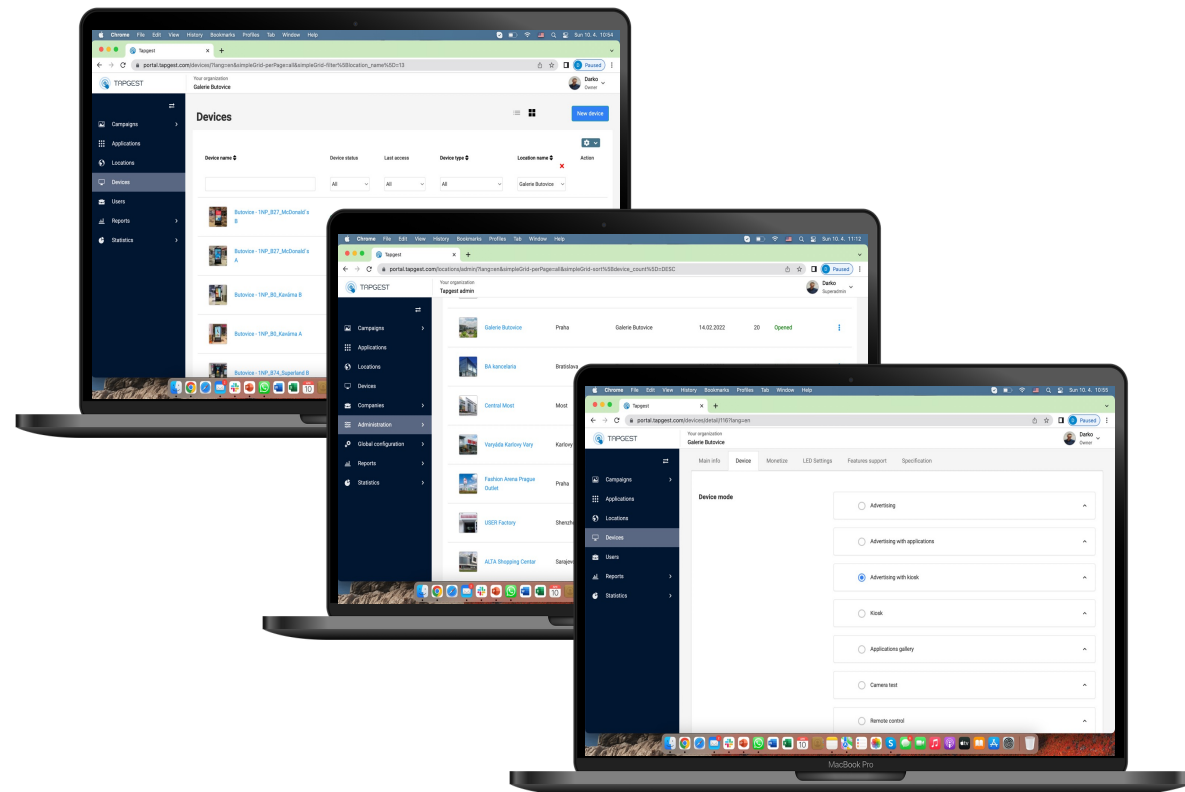 Chrome File Edit View History Bookmarks Profiles Tab Window Help Sun 10. 4. 10:54
Tapgest
portal.tapgest.com/devices/?lang=en&simpleGrid-perPage=all&simpleGrid-filter%5Blocation_name%5D=13 Paused
TAPGEST
Your organization
Galerie Butovice
Darko
Owner
Campaigns
Applications
Locations
Devices
Users
Reports
Statistics
Devices
New device
Device name Device status Last access Device type Location name Action
All All All Galerie Butovice
Butovice - 1NP_B27_McDonald´s
B
Butovice - 1NP_B27_McDonald´s
A
Butovice - 1NP_B0_Kavárna B
Butovice - 1NP_B0_Kavárna A
Butovice - 1NP_B74_Superland B
Chrome File Edit View History Bookmarks Profiles Tab Window Help Sun 10. 4. 11:12
Tapgest
portal.tapgest.com/locations/admin/?lang=en&simpleGrid-perPage=all&simpleGrid-sort%5Bdevice_count%5D=DESC Paused
TAPGEST
Your organization
Tapgest admin
Darko
Superadmin
Campaigns
Applications
Locations
Devices
Companies
Administration
Global configuration
Reports
Statistics
Galerie Butovice Praha Galerie Butovice 14.02.2022 20 Opened
BA kancelaria Bratislava
Central Most Most
Varyáda Karlovy Vary Karlovy
Fashion Arena Prague
Outlet Praha
USER Factory Shenzh
ALTA Shopping Centar Sarajev
10
Chrome File Edit View History Bookmarks Profiles Tab Window Help Sun 10. 4. 10:55
Tapgest
portal.tapgest.com/devices/detail/116?lang=en Paused
TAPGEST
Your organization
Galerie Butovice
Darko
Owner
Campaigns
Applications
Locations
Devices
Users
Reports
Statistics
Main info Device Monetize LED Settings Features support Specification
Device mode
Advertising
Advertising with applications
Advertising with kiosk
Kiosk
Applications gallery
Camera test
Remote control
10
MacBook Pro